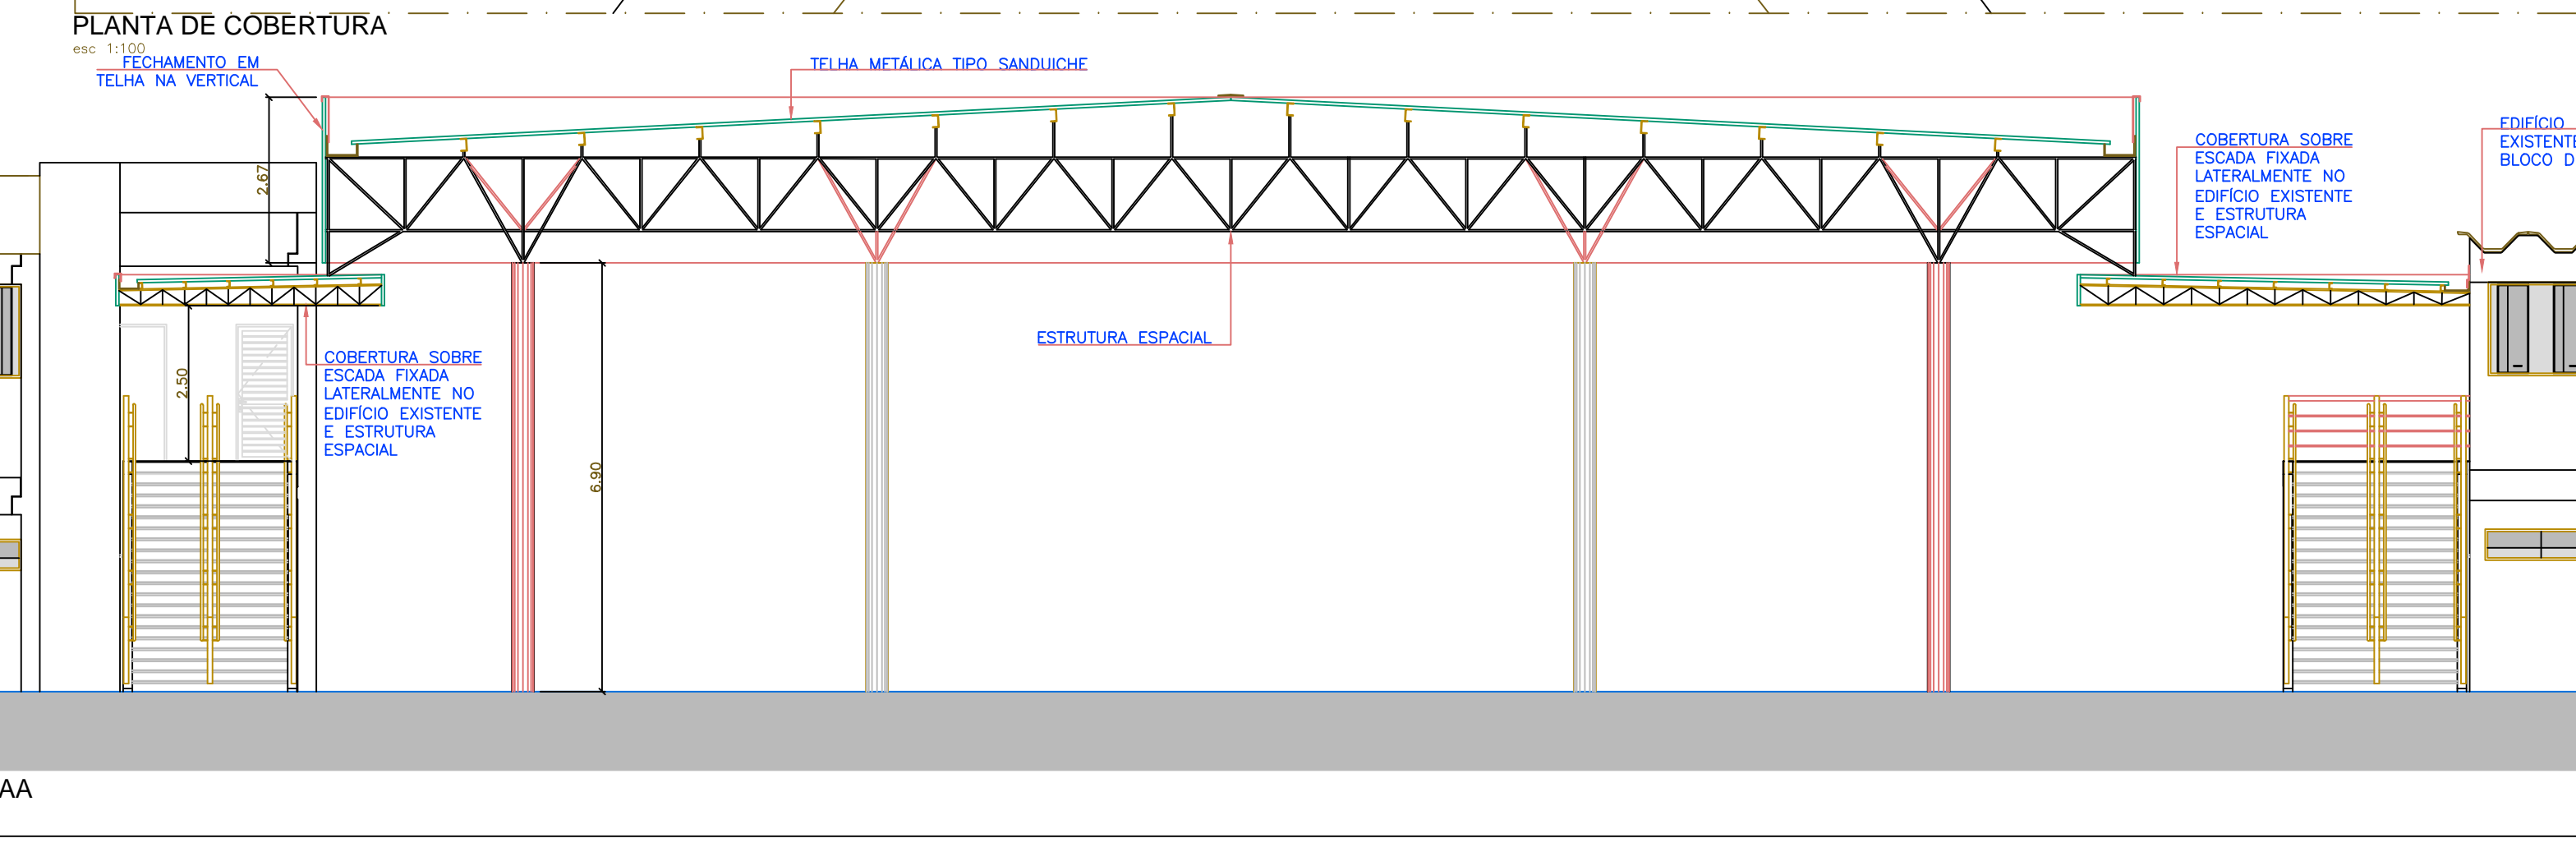 PLANTA DE COBERTURA
esc 1:100
FECHAMENTO EM
TELHA NA VERTICAL
TELHA METÁLICA TIPO SANDUICHE
2.67
COBERTURA SOBRE
ESCADA FIXADA
LATERALMENTE NO
EDIFÍCIO EXISTENTE
E ESTRUTURA
ESPACIAL
EDIFÍCIO
EXISTENTE
BLOCO D
ESTRUTURA ESPACIAL
2.50
COBERTURA SOBRE
ESCADA FIXADA
LATERALMENTE NO
EDIFÍCIO EXISTENTE
E ESTRUTURA
ESPACIAL
6.90
AA